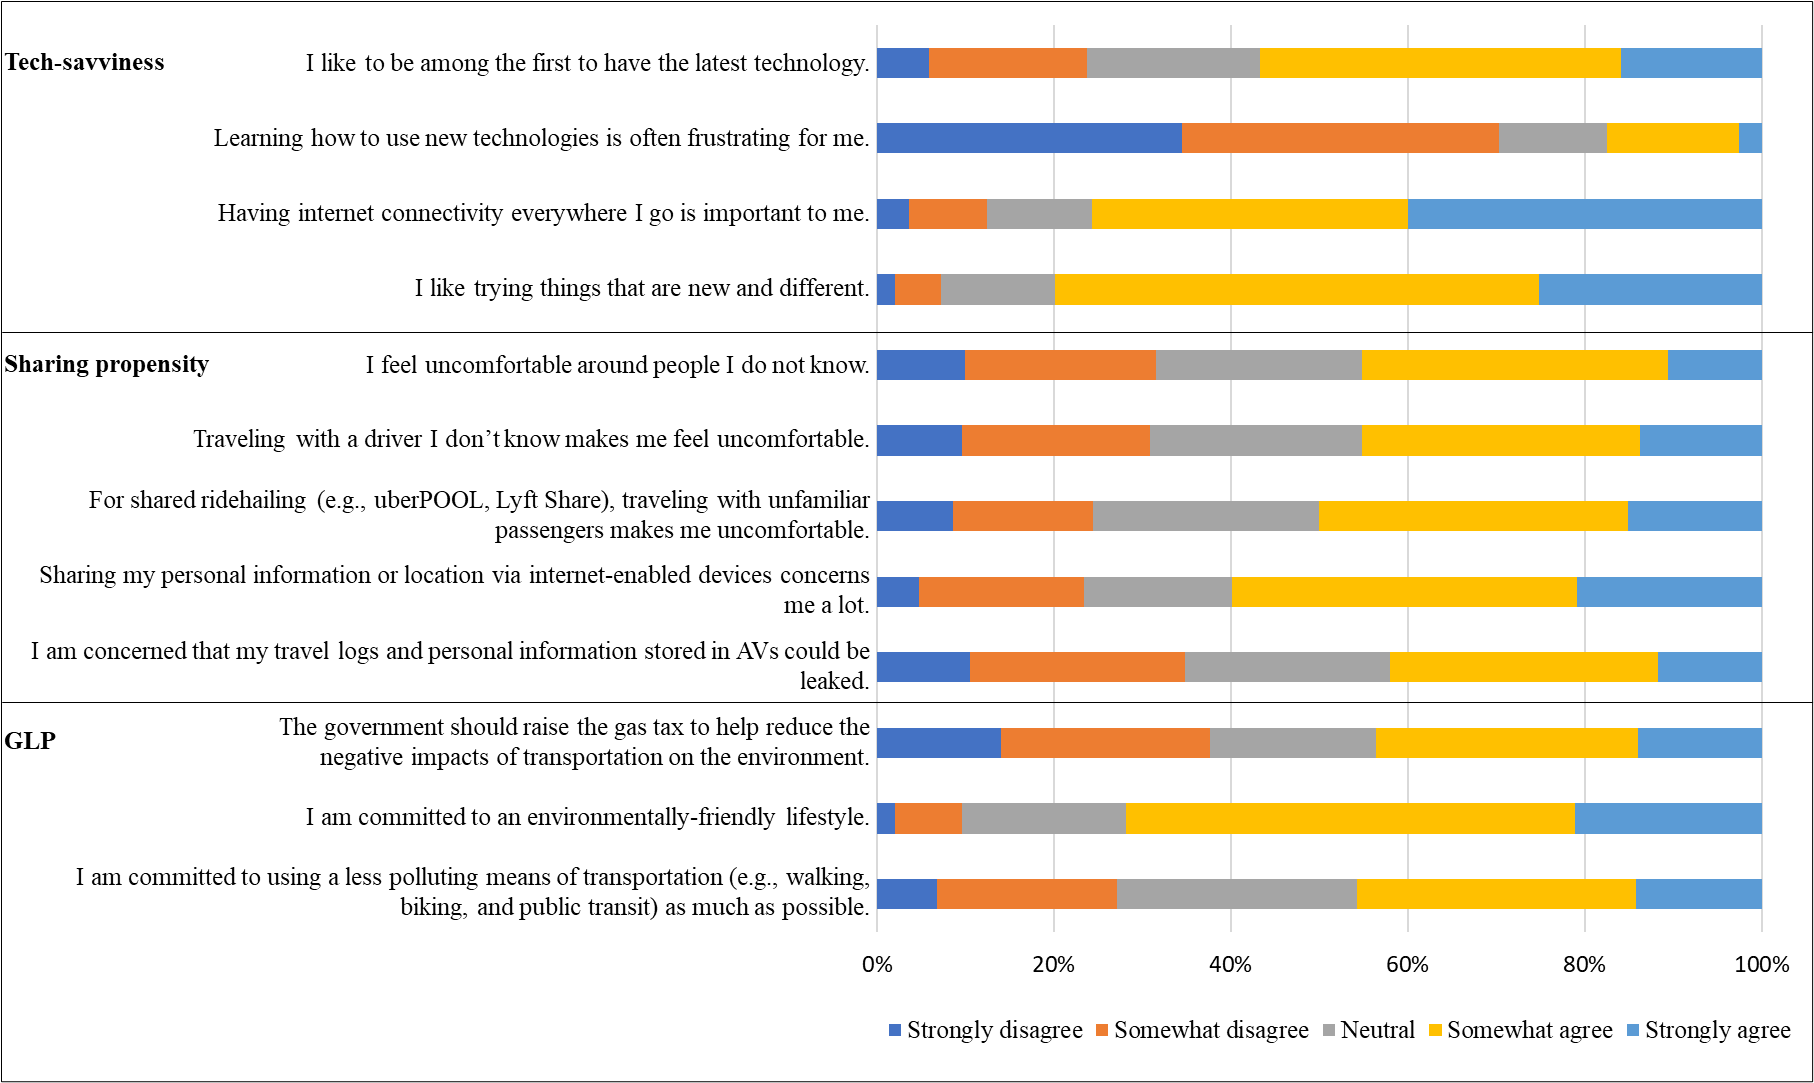 Tech-savviness
I like to be among the first to have the latest technology.
Learning how to use new technologies is often frustrating for me.
Having internet connectivity everywhere I go is important to me.
I like trying things that are new and different.
Sharing propensity
I feel uncomfortable around people I do not know.
Traveling with a driver I don’t know makes me feel uncomfortable.
For shared ridehailing (e.g., uberPOOL, Lyft Share), traveling with unfamiliar
passengers makes me uncomfortable.
Sharing my personal information or location via internet-enabled devices concerns
me a lot.
I am concerned that my travel logs and personal information stored in AVs could be
leaked.
GLP
The government should raise the gas tax to help reduce the
negative impacts of transportation on the environment.
I am committed to an environmentally-friendly lifestyle.
I am committed to using a less polluting means of transportation (e.g., walking,
biking, and public transit) as much as possible.
0% 20% 40% 60% 80% 100%
Strongly disagree Somewhat disagree Neutral Somewhat agree Strongly agree